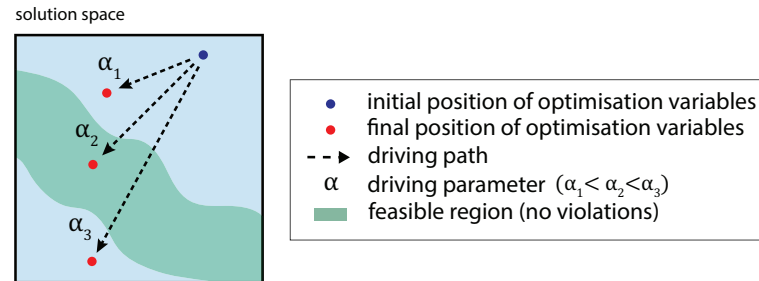 solution space
α₁
α₂
α₃
initial position of optimisation variables
final position of optimisation variables
driving path
α driving parameter (α₁< α₂<α₃)
feasible region (no violations)